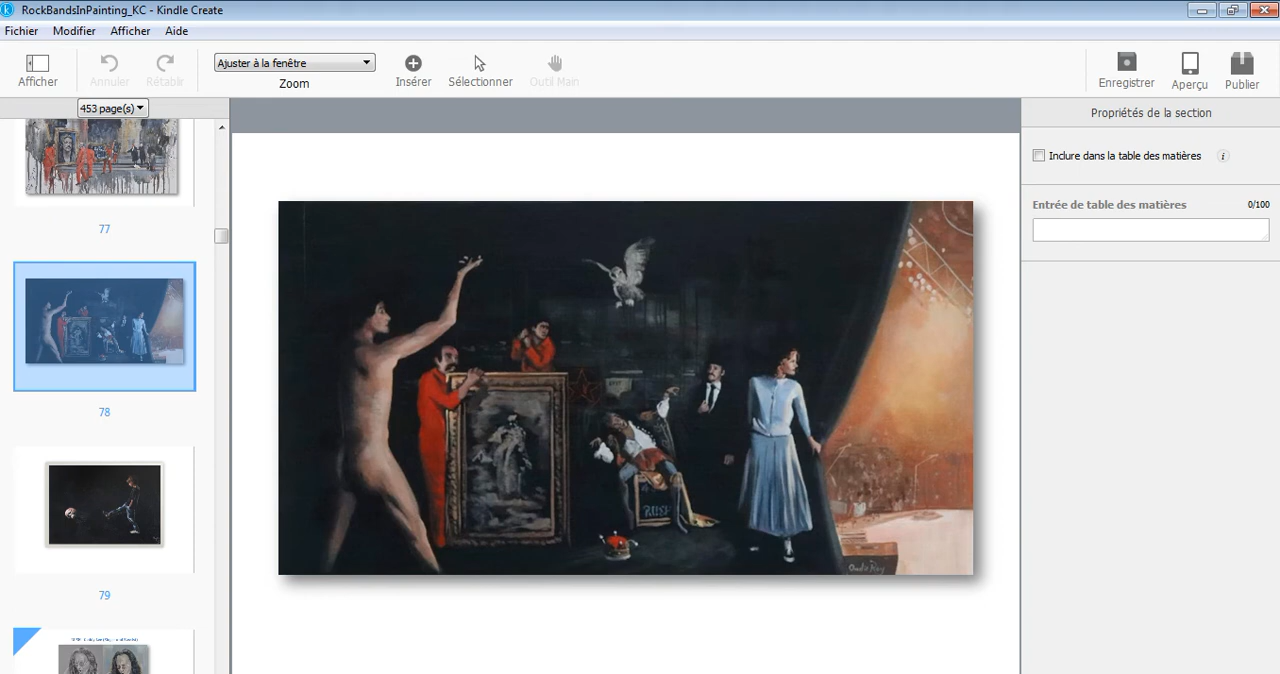 RockBandsInPainting_KC - Kindle Create
Fichier Modifier Afficher Aide
Afficher Annuler Rétablir
Ajuster à la fenêtre
Zoom
Insérer Sélectionner Outil Main
Enregistrer Aperçu Publier
453 page(s)
77
78
79
Propriétés de la section
Inclure dans la table des matières i
Entrée de table des matières 0/100
RUSH